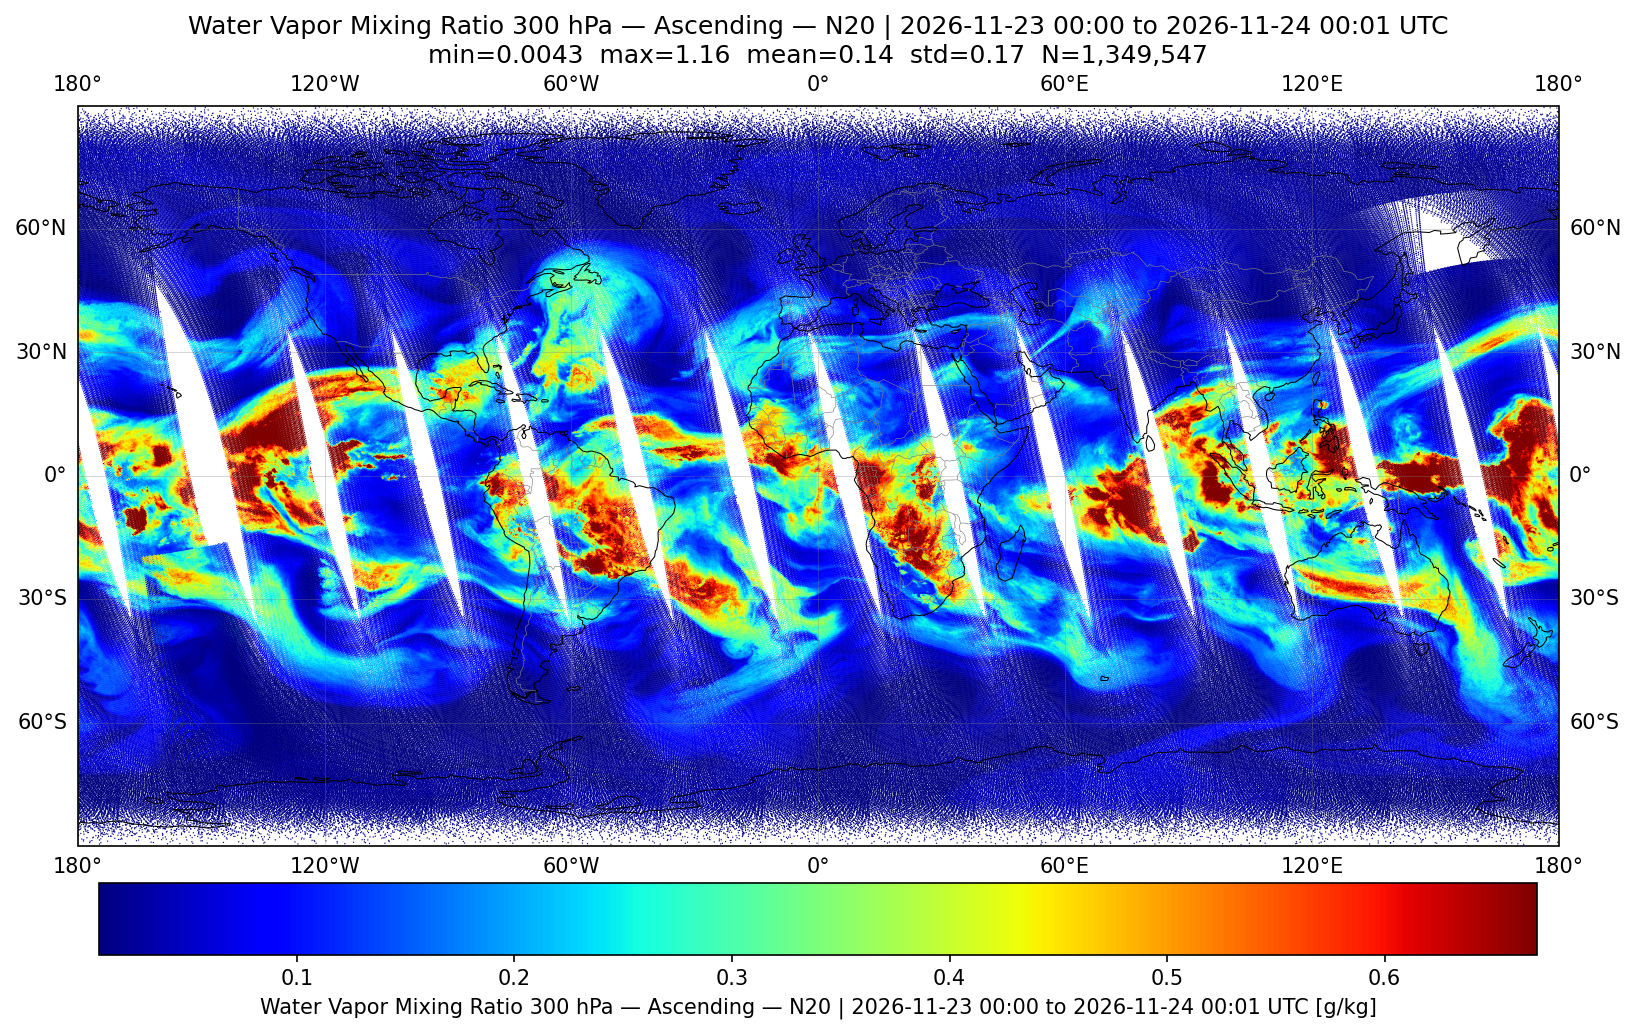 Water Vapor Mixing Ratio 300 hPa — Ascending — N20 | 2026-11-23 00:00 to 2026-11-24 00:01 UTC
min=0.0043 max=1.16 mean=0.14 std=0.17 N=1,349,547
180° 120°W 60°W 0° 60°E 120°E 180°
60°N 60°N
30°N 30°N
0° 0°
30°S 30°S
60°S 60°S
180° 120°W 60°W 0° 60°E 120°E 180°
0.1 0.2 0.3 0.4 0.5 0.6
Water Vapor Mixing Ratio 300 hPa — Ascending — N20 | 2026-11-23 00:00 to 2026-11-24 00:01 UTC [g/kg]